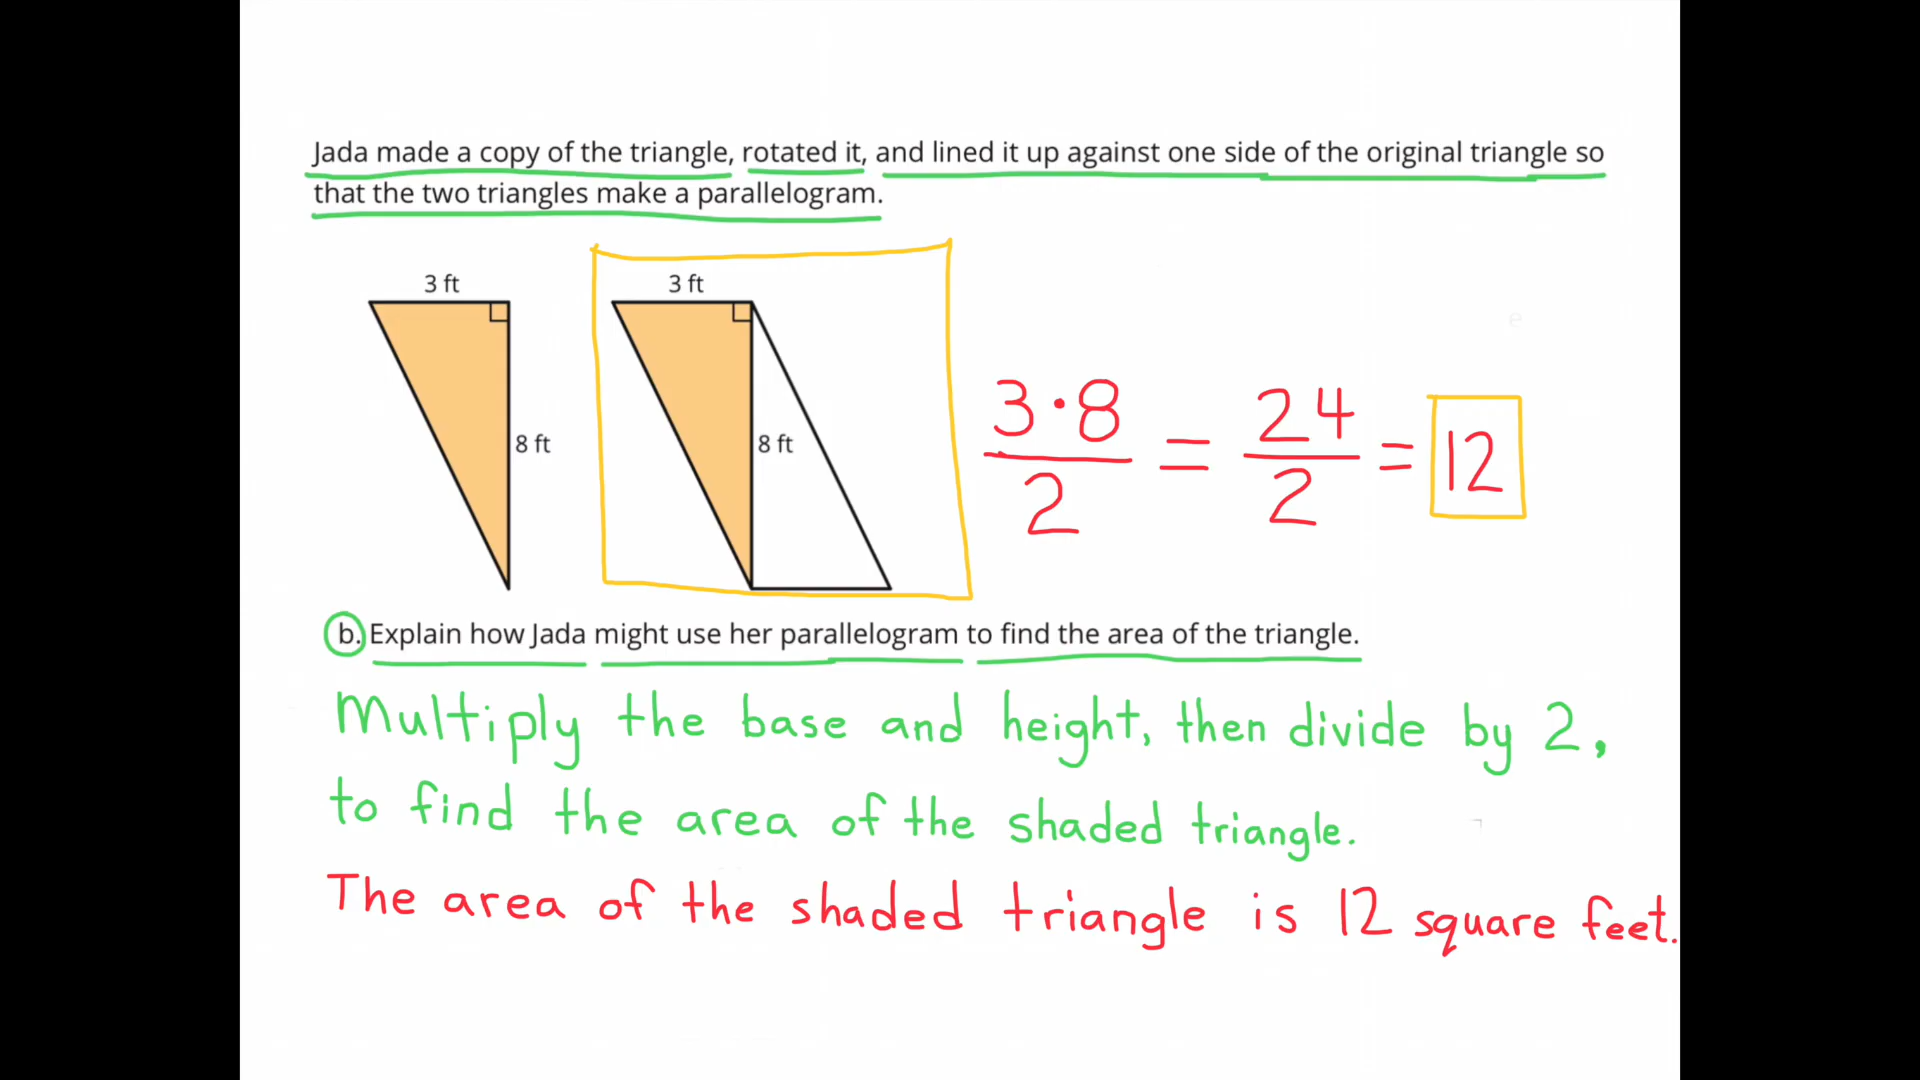 Jada made a copy of the triangle, rotated it, and lined it up against one side of the original triangle so
that the two triangles make a parallelogram.
3 ft
8 ft
3 ft
8 ft
3·8/2 = 24/2 = 12
b. Explain how Jada might use her parallelogram to find the area of the triangle.
Multiply the base and height, then divide by 2,
to find the area of the shaded triangle.
The area of the shaded triangle is 12 square feet.